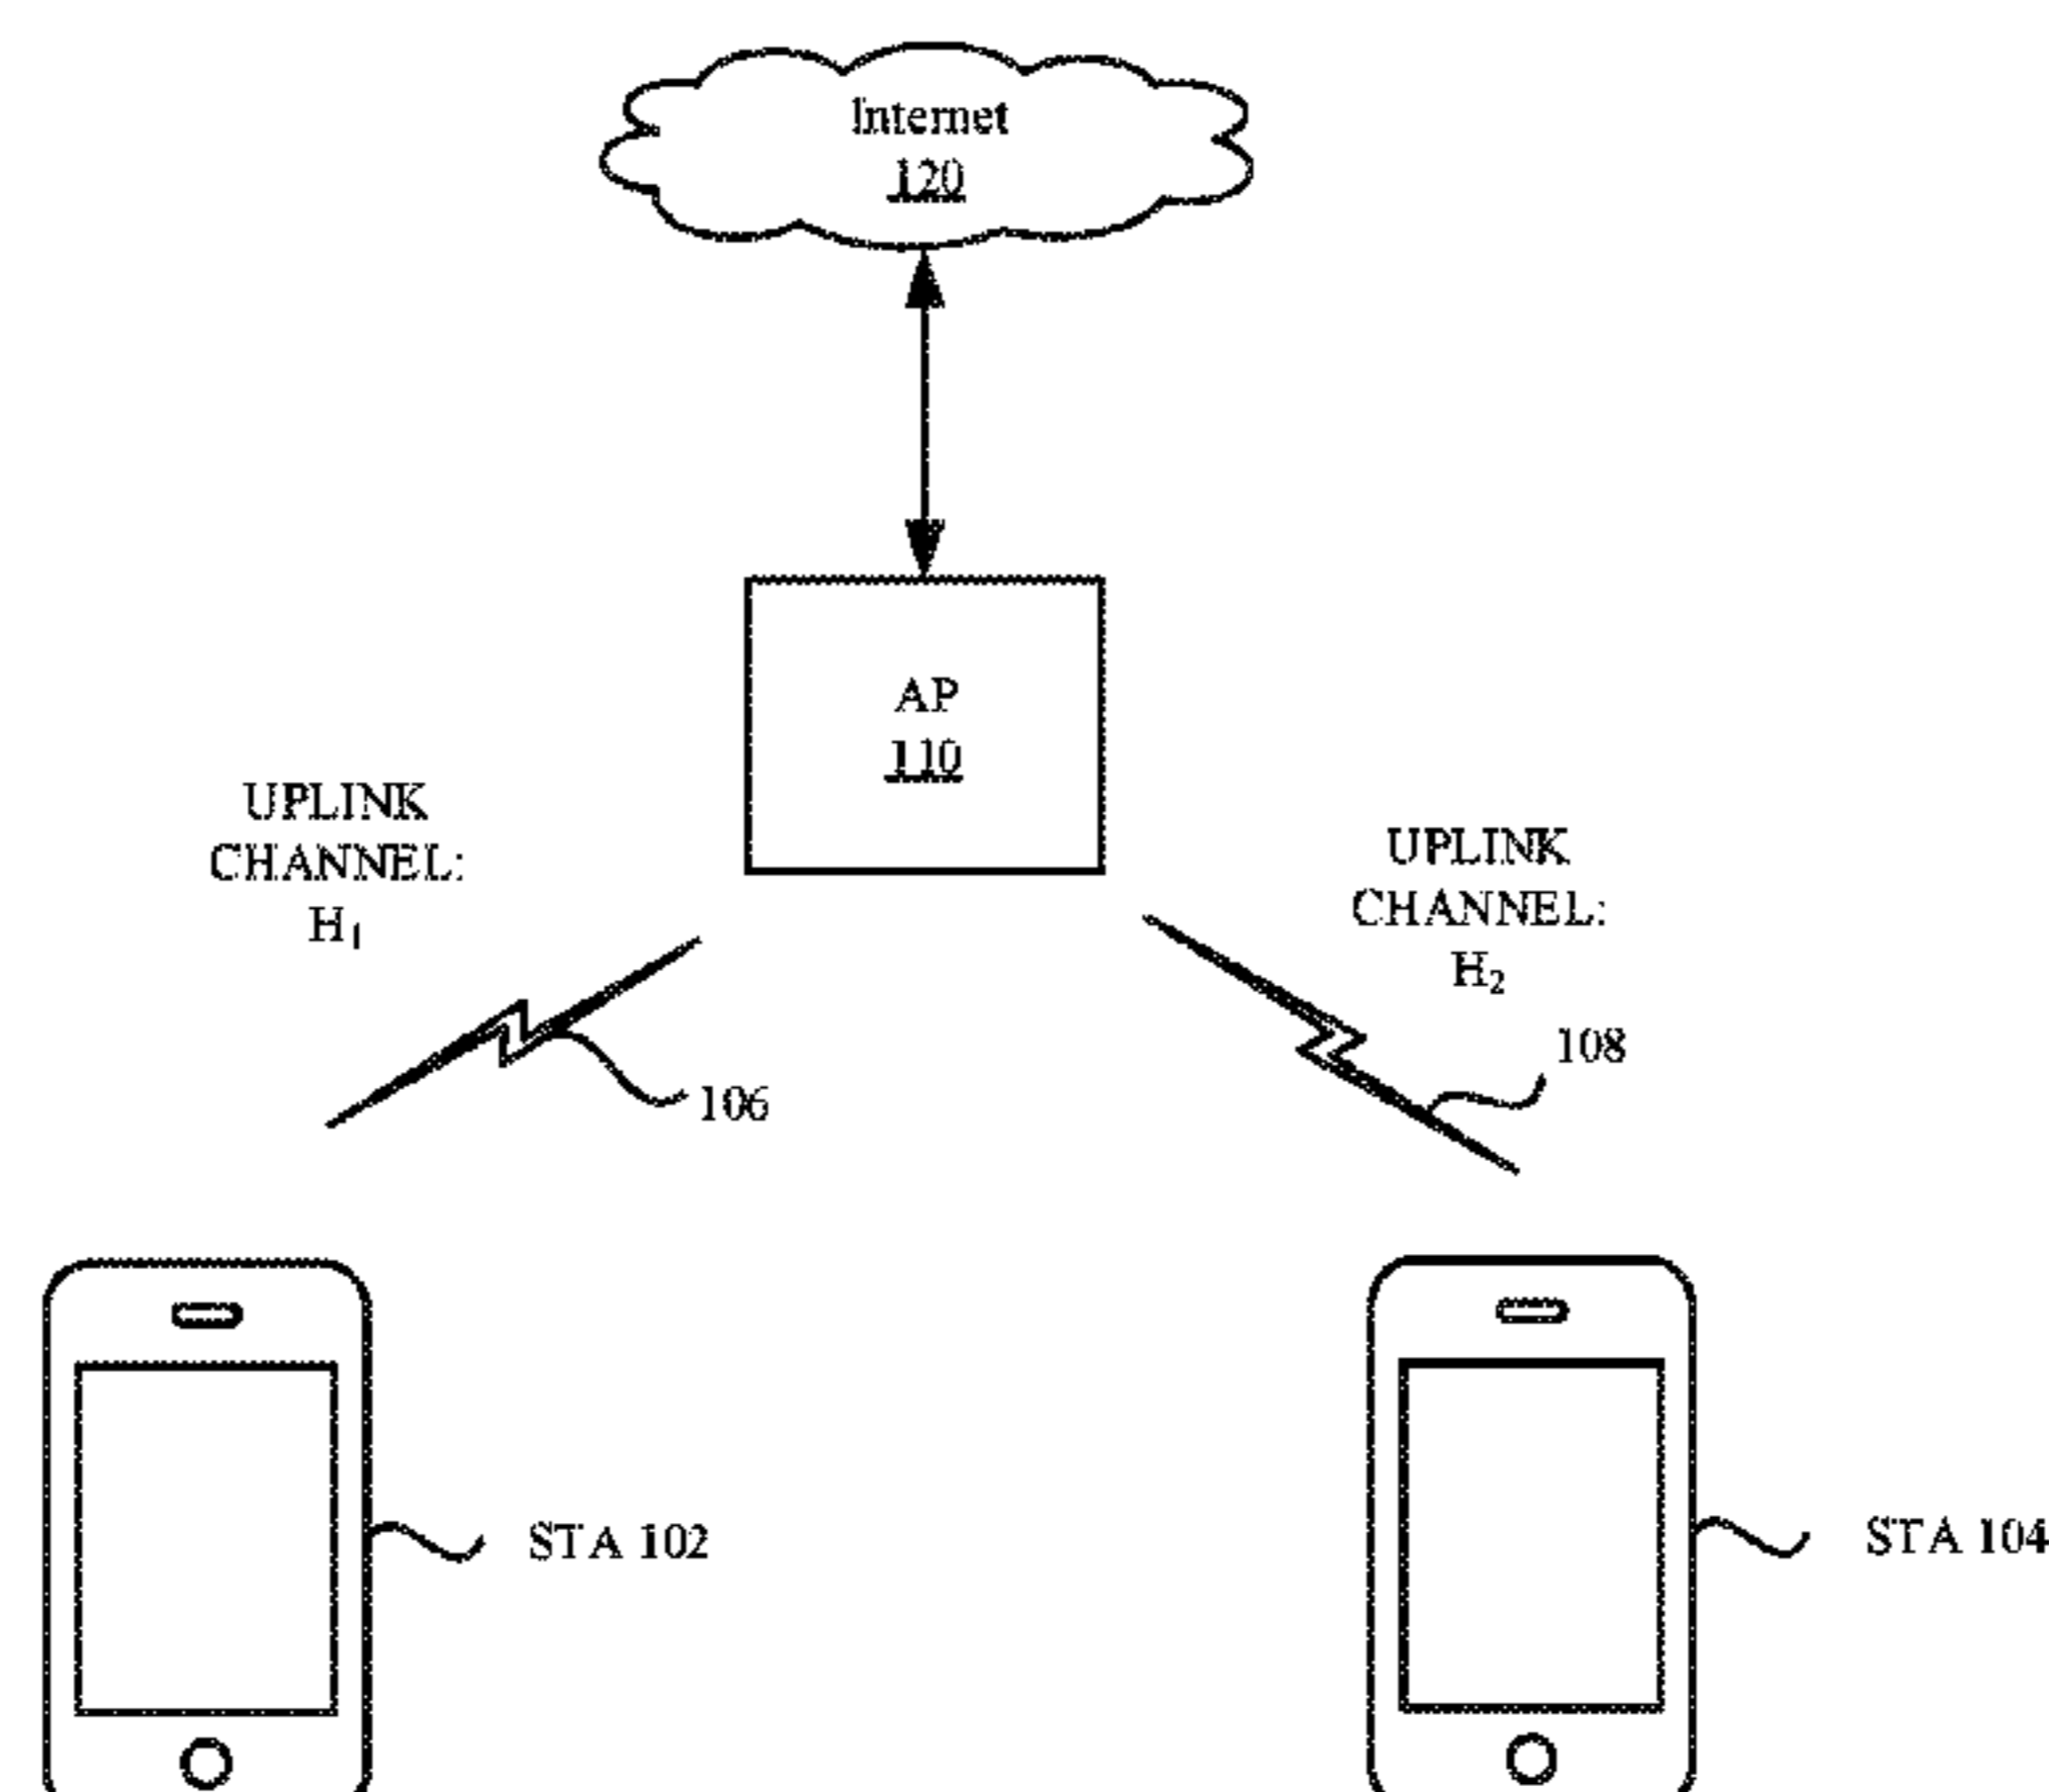 Internet
120
AP
110
UPLINK
CHANNEL:
H₁
UPLINK
CHANNEL:
H₂
108
106
STA 102
STA 104